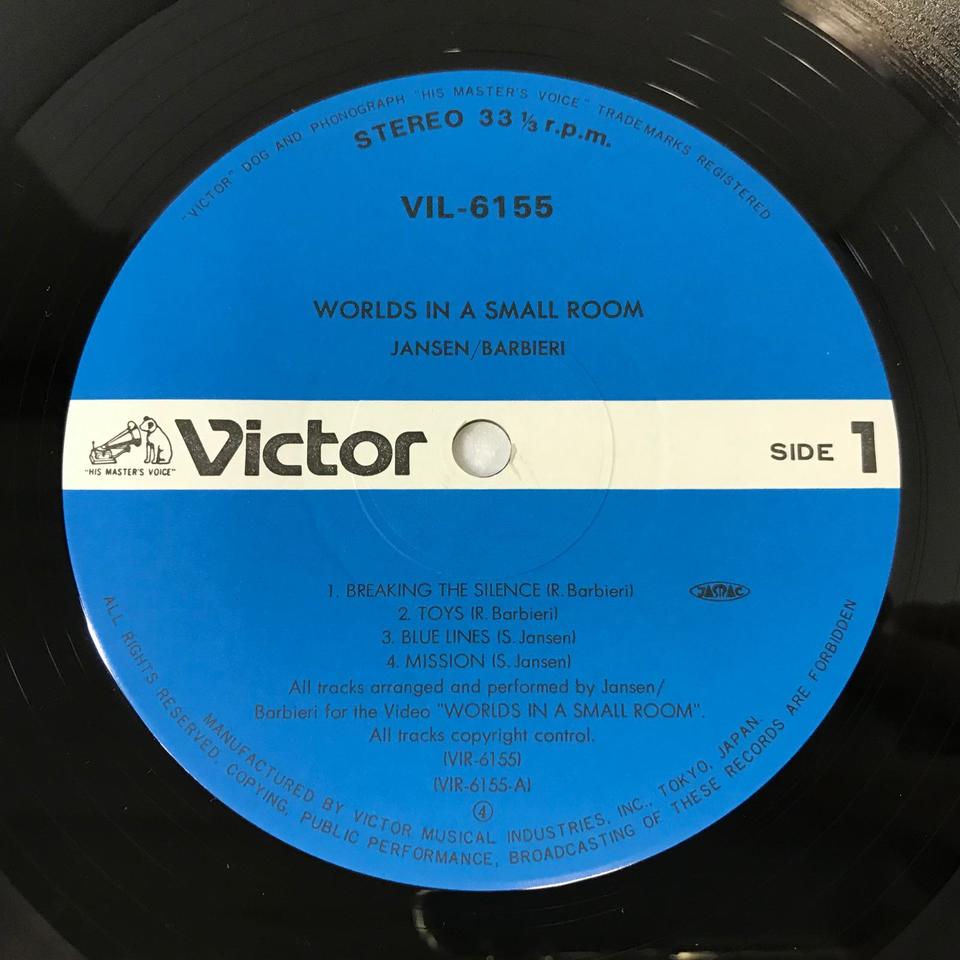 "VICTOR" DOG AND PHONOGRAPH "HIS MASTER'S VOICE" TRADEMARKS REGISTERED
STEREO 33 ⅓ r.p.m.
VIL-6155
WORLDS IN A SMALL ROOM
JANSEN/BARBIERI
"HIS MASTER'S VOICE"
Victor
SIDE 1
1. BREAKING THE SILENCE (R. Barbieri)
JASRAC
2. TOYS (R. Barbieri)
3. BLUE LINES (S. Jansen)
4. MISSION (S. Jansen)
All tracks arranged and performed by Jansen/
Barbieri for the Video "WORLDS IN A SMALL ROOM".
All tracks copyright control.
(VIR-6155)
(VIR-6155-A)
④
MANUFACTURED BY VICTOR MUSICAL INDUSTRIES, INC., TOKYO, JAPAN.
ALL RIGHTS RESERVED. COPYING, PUBLIC PERFORMANCE, BROADCASTING OF THESE RECORDS ARE FORBIDDEN